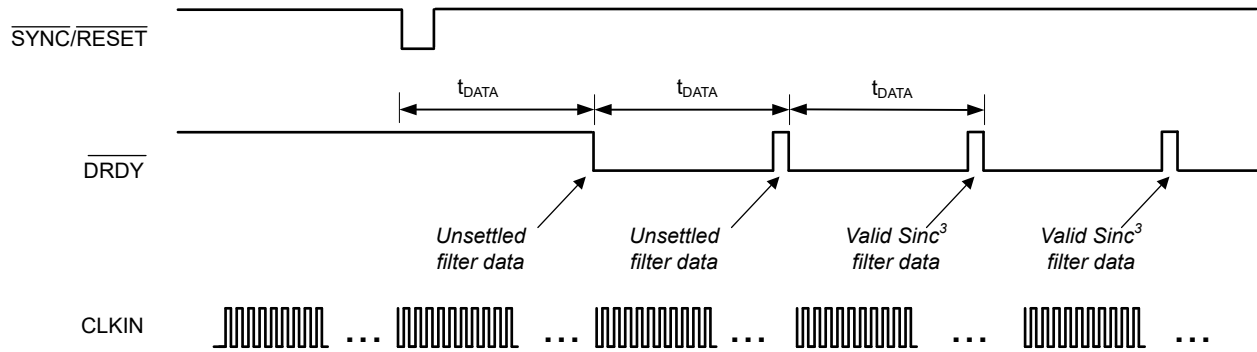 SYNC/RESET
tDATA tDATA tDATA
DRDY
Unsettled filter data
Unsettled filter data
Valid Sinc3 filter data
Valid Sinc3 filter data
CLKIN ... ... ... ... ...